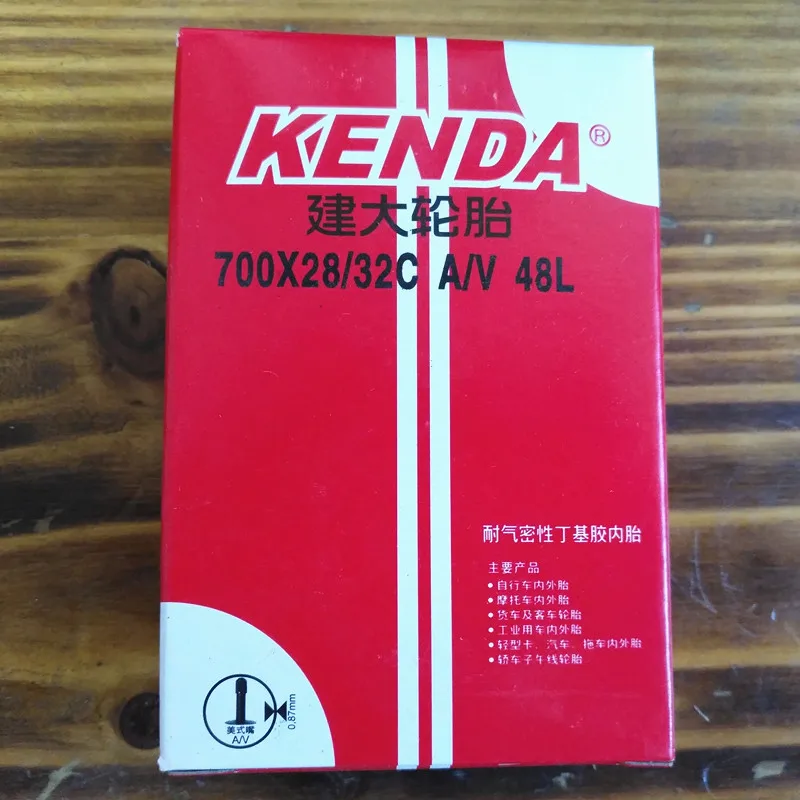 KENDA®
建大轮胎
700X28/32C A/V 48L
耐气密性丁基胶内胎
主要产品
•自行车内外胎
•摩托车内外胎
•货车及客车轮胎
•工业用车内外胎
•轻型卡、汽车、拖车内外胎
•轿车子午线轮胎
0.87mm
美式嘴
A/V